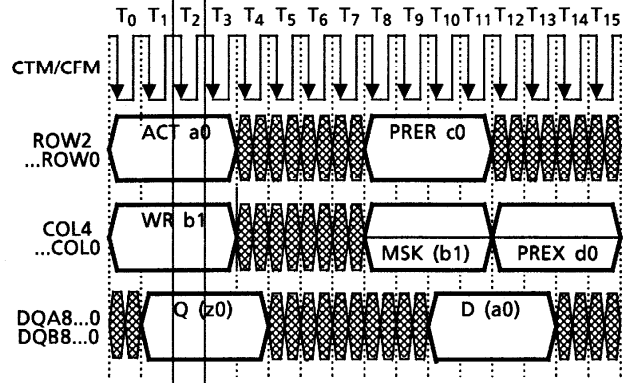 T0 T1 T2 T3 T4 T5 T6 T7 T8 T9 T10 T11 T12 T13 T14 T15
CTM/CFM
ROW2
...ROW0
ACT a0
PRER c0
COL4
...COL0
WR b1
MSK (b1)
PREX d0
DQA8...0
DQB8...0
Q (z0)
D (a0)